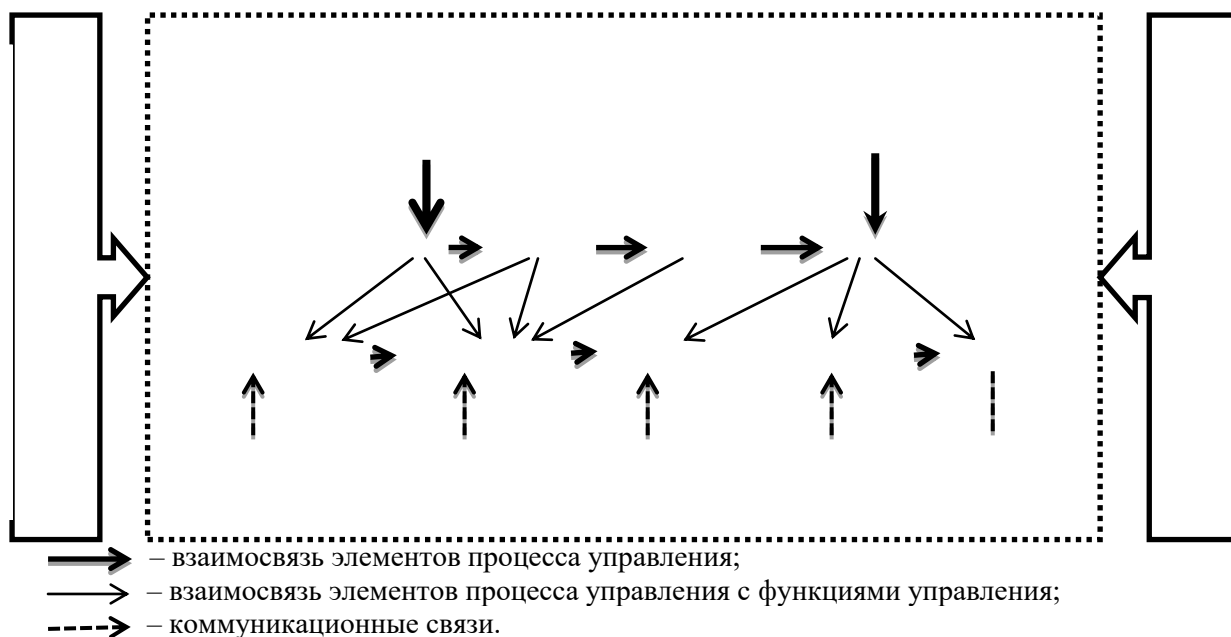 – взаимосвязь элементов процесса управления;
– взаимосвязь элементов процесса управления с функциями управления;
– коммуникационные связи.